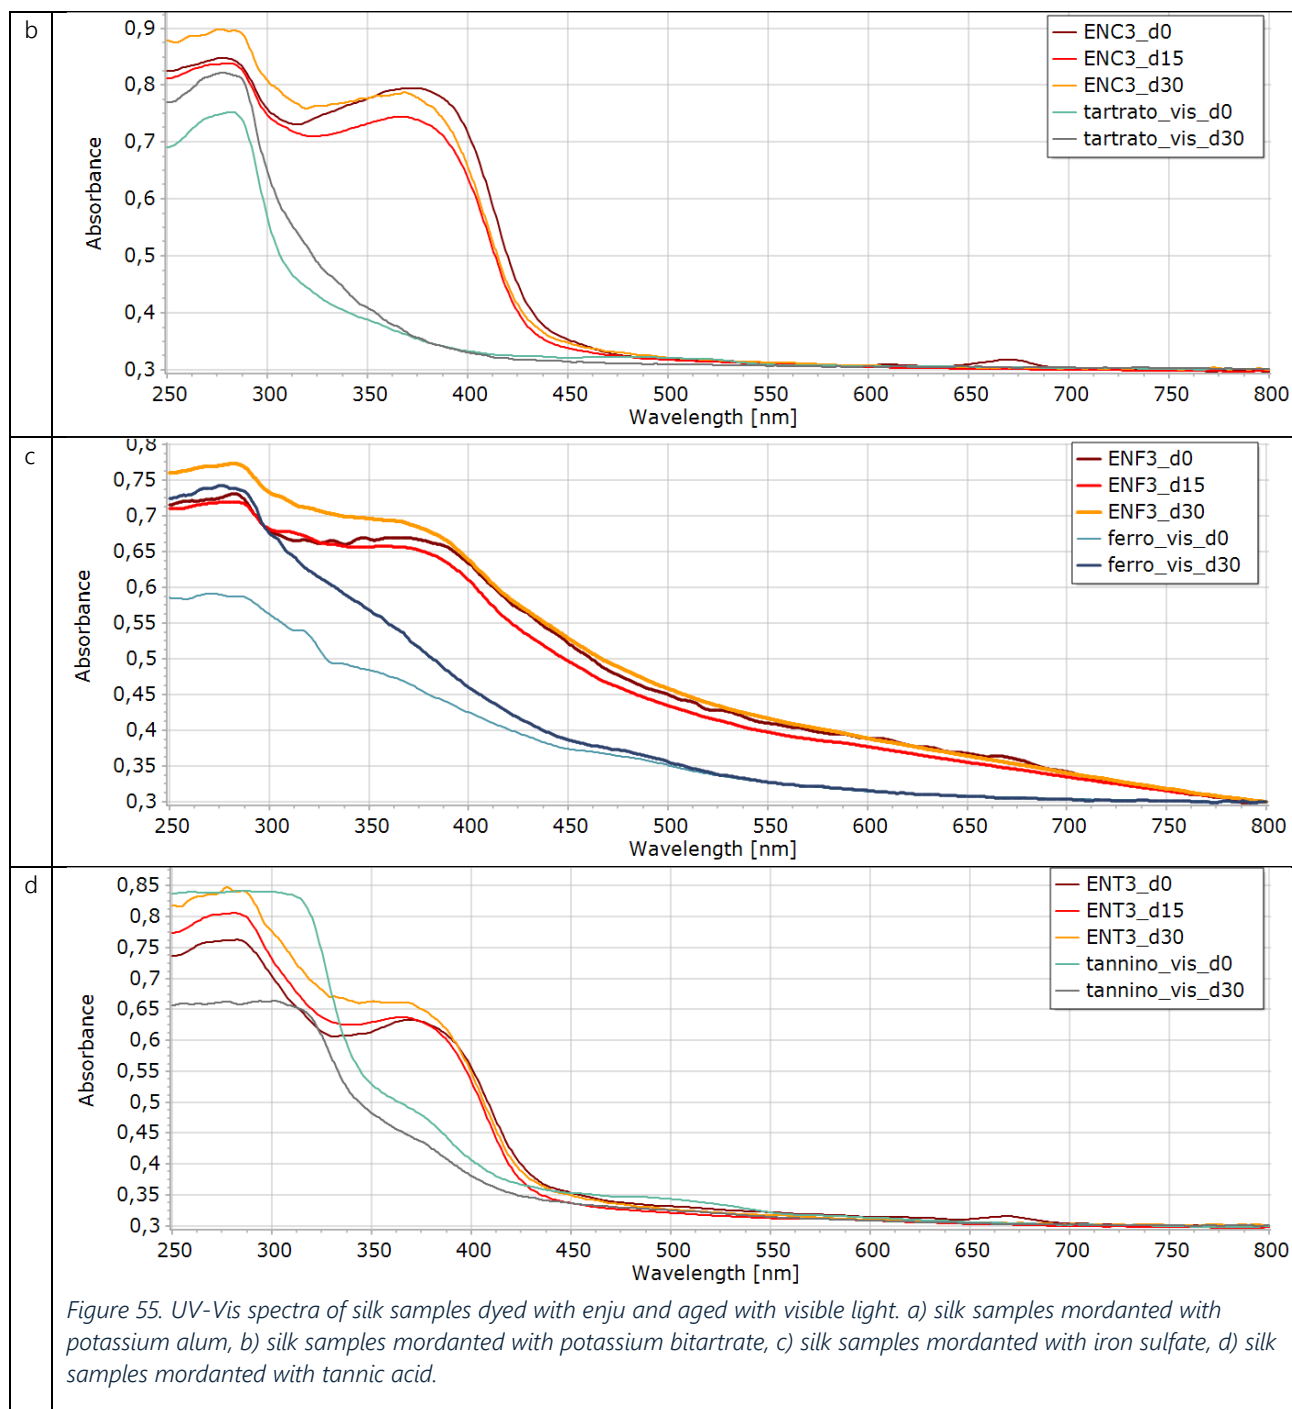 b
0,9
0,8
0,7
0,6
0,5
0,4
0,3
Absorbance
250 300 350 400 450 500 550 600 650 700 750 800
Wavelength [nm]
ENC3_d0
ENC3_d15
ENC3_d30
tartrato_vis_d0
tartrato_vis_d30
c
0,8
0,75
0,7
0,65
0,6
0,55
0,5
0,45
0,4
0,35
0,3
Absorbance
250 300 350 400 450 500 550 600 650 700 750 800
Wavelength [nm]
ENF3_d0
ENF3_d15
ENF3_d30
ferro_vis_d0
ferro_vis_d30
d
0,85
0,8
0,75
0,7
0,65
0,6
0,55
0,5
0,45
0,4
0,35
0,3
Absorbance
250 300 350 400 450 500 550 600 650 700 750 800
Wavelength [nm]
ENT3_d0
ENT3_d15
ENT3_d30
tannino_vis_d0
tannino_vis_d30
Figure 55. UV-Vis spectra of silk samples dyed with enju and aged with visible light. a) silk samples mordanted with
potassium alum, b) silk samples mordanted with potassium bitartrate, c) silk samples mordanted with iron sulfate, d) silk
samples mordanted with tannic acid.